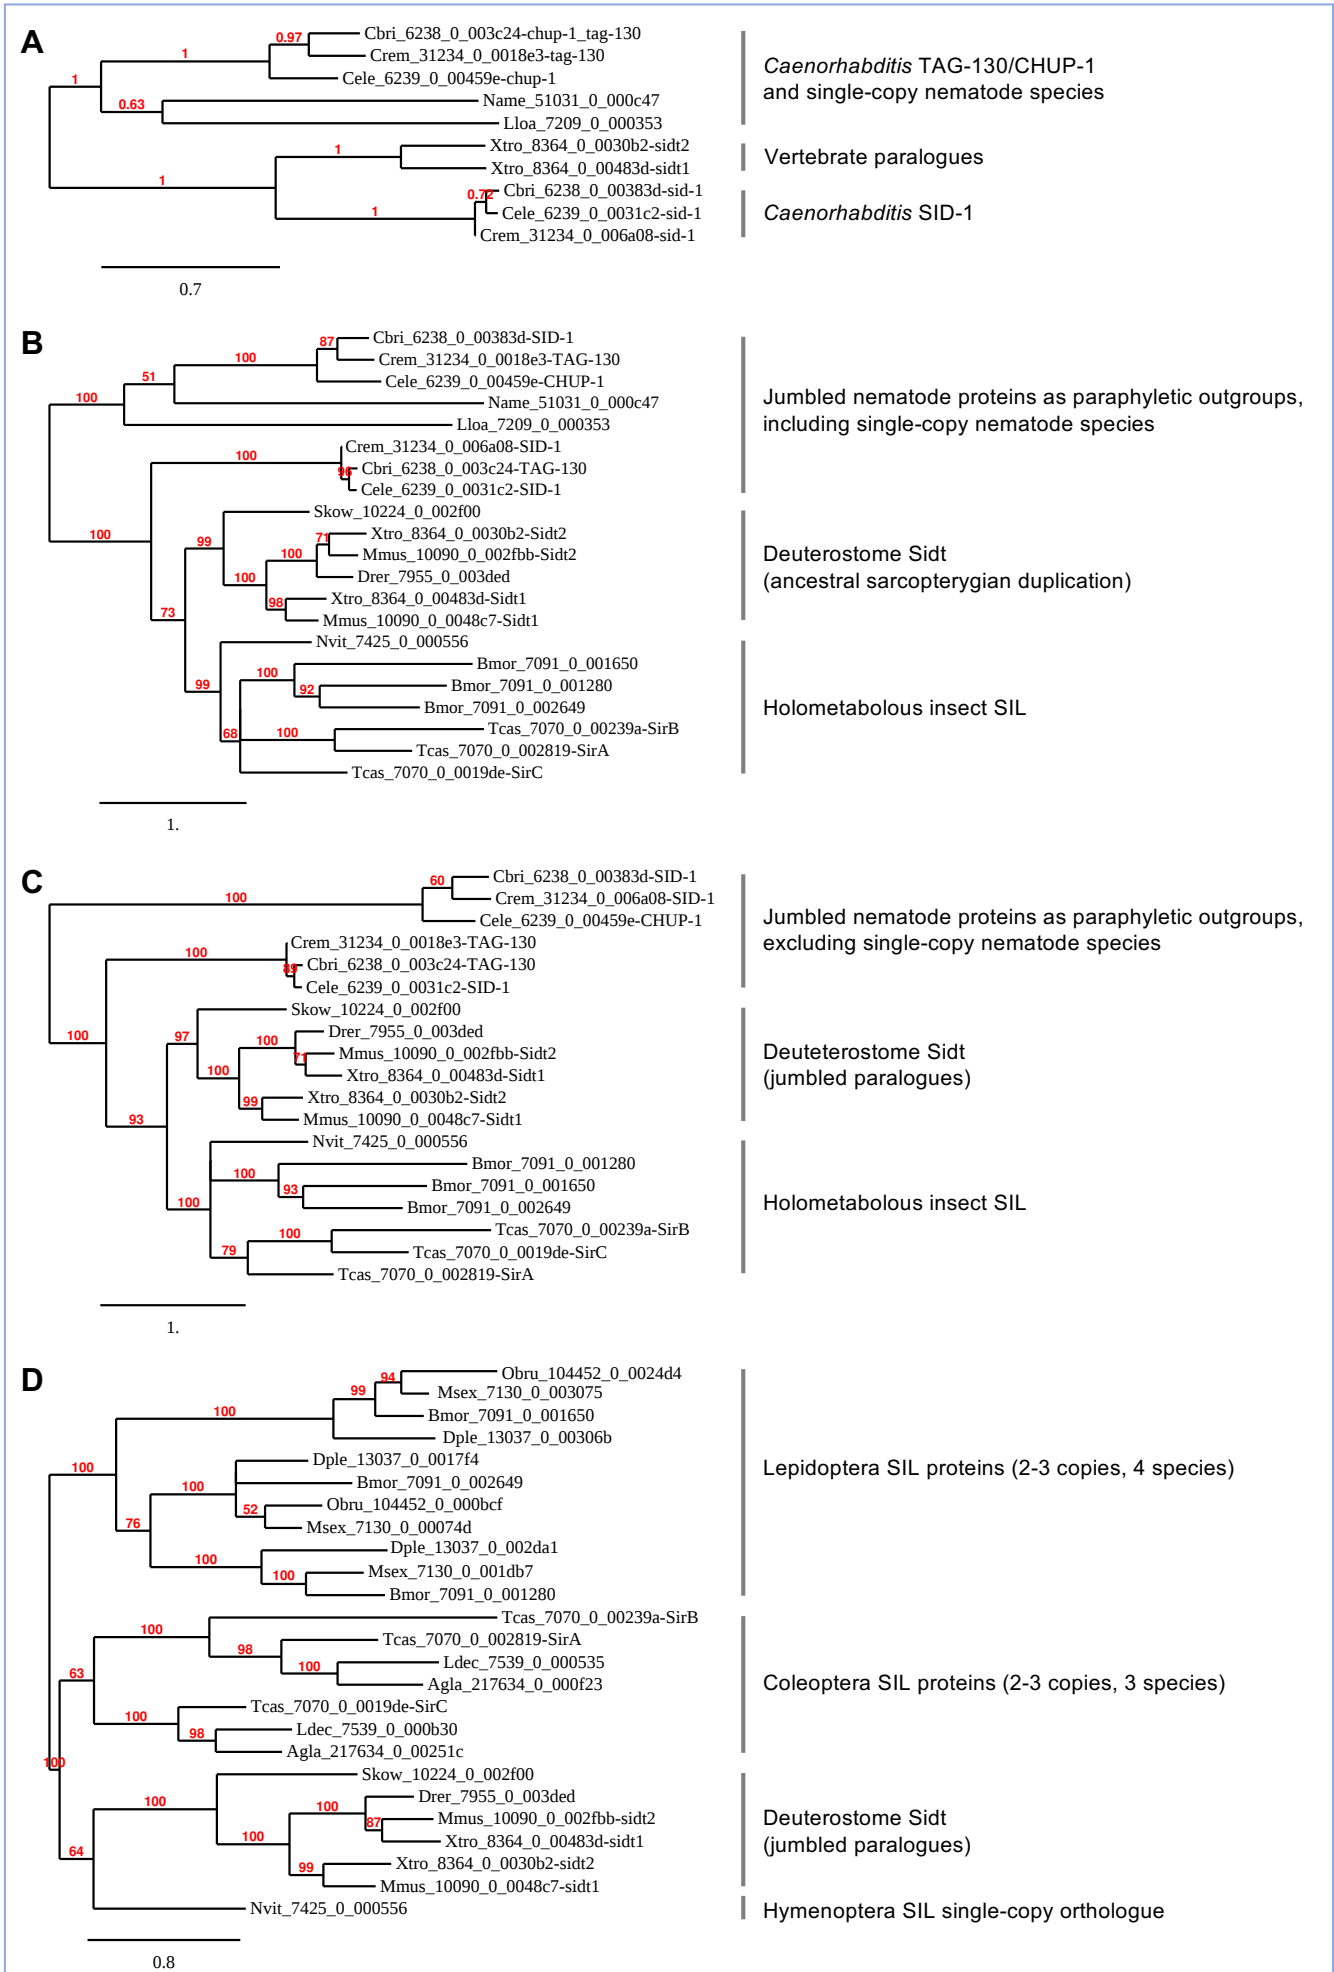 A
0.97
Cbri_6238_0_003c24-chup-1_tag-130
1
Crem_31234_0_0018e3-tag-130
1
Cele_6239_0_00459e-chup-1
0.63
Name_51031_0_000c47
Lloa_7209_0_000353
Caenorhabditis TAG-130/CHUP-1
and single-copy nematode species
1
Xtro_8364_0_0030b2-sidt2
Xtro_8364_0_00483d-sidt1
Vertebrate paralogues
1
0.72
Cbri_6238_0_00383d-sid-1
1
Cele_6239_0_0031c2-sid-1
Crem_31234_0_006a08-sid-1
Caenorhabditis SID-1
0.7
B
87
Cbri_6238_0_00383d-SID-1
100
Crem_31234_0_0018e3-TAG-130
51
Cele_6239_0_00459e-CHUP-1
100
Name_51031_0_000c47
Lloa_7209_0_000353
100
Crem_31234_0_006a08-SID-1
96
Cbri_6238_0_003c24-TAG-130
Cele_6239_0_0031c2-SID-1
Jumbled nematode proteins as paraphyletic outgroups,
including single-copy nematode species
100
99
Skow_10224_0_002f00
71
Xtro_8364_0_0030b2-Sidt2
100
Mmus_10090_0_002fbb-Sidt2
100
Drer_7955_0_003ded
98
Xtro_8364_0_00483d-Sidt1
73
Mmus_10090_0_0048c7-Sidt1
Deuterostome Sidt
(ancestral sarcopterygian duplication)
Nvit_7425_0_000556
100
Bmor_7091_0_001650
99
92
Bmor_7091_0_001280
Bmor_7091_0_002649
68
100
Tcas_7070_0_00239a-SirB
Tcas_7070_0_002819-SirA
Tcas_7070_0_0019de-SirC
Holometabolous insect SIL
1.
C
60
Cbri_6238_0_00383d-SID-1
100
Crem_31234_0_006a08-SID-1
Cele_6239_0_00459e-CHUP-1
100
Crem_31234_0_0018e3-TAG-130
89
Cbri_6238_0_003c24-TAG-130
Cele_6239_0_0031c2-SID-1
Jumbled nematode proteins as paraphyletic outgroups,
excluding single-copy nematode species
100
97
Skow_10224_0_002f00
100
Drer_7955_0_003ded
71
Mmus_10090_0_002fbb-Sidt2
100
Xtro_8364_0_00483d-Sidt1
99
Xtro_8364_0_0030b2-Sidt2
93
Mmus_10090_0_0048c7-Sidt1
Deuteterostome Sidt
(jumbled paralogues)
Nvit_7425_0_000556
100
Bmor_7091_0_001280
93
Bmor_7091_0_001650
100
Bmor_7091_0_002649
100
Tcas_7070_0_00239a-SirB
79
Tcas_7070_0_0019de-SirC
Tcas_7070_0_002819-SirA
Holometabolous insect SIL
1.
D
94
Obru_104452_0_0024d4
99
Msex_7130_0_003075
100
Bmor_7091_0_001650
Dple_13037_0_00306b
100
Dple_13037_0_0017f4
100
Bmor_7091_0_002649
52
Obru_104452_0_000bcf
76
Msex_7130_0_00074d
Dple_13037_0_002da1
100
Msex_7130_0_001db7
100
Bmor_7091_0_001280
Lepidoptera SIL proteins (2-3 copies, 4 species)
Tcas_7070_0_00239a-SirB
100
Tcas_7070_0_002819-SirA
98
Ldec_7539_0_000535
100
Agla_217634_0_000f23
63
Tcas_7070_0_0019de-SirC
100
Ldec_7539_0_000b30
98
Agla_217634_0_00251c
Coleoptera SIL proteins (2-3 copies, 3 species)
100
Skow_10224_0_002f00
100
Drer_7955_0_003ded
100
Mmus_10090_0_002fbb-sidt2
87
Xtro_8364_0_00483d-sidt1
100
Xtro_8364_0_0030b2-sidt2
99
Mmus_10090_0_0048c7-sidt1
Deuterostome Sidt
(jumbled paralogues)
64
Nvit_7425_0_000556
Hymenoptera SIL single-copy orthologue
0.8